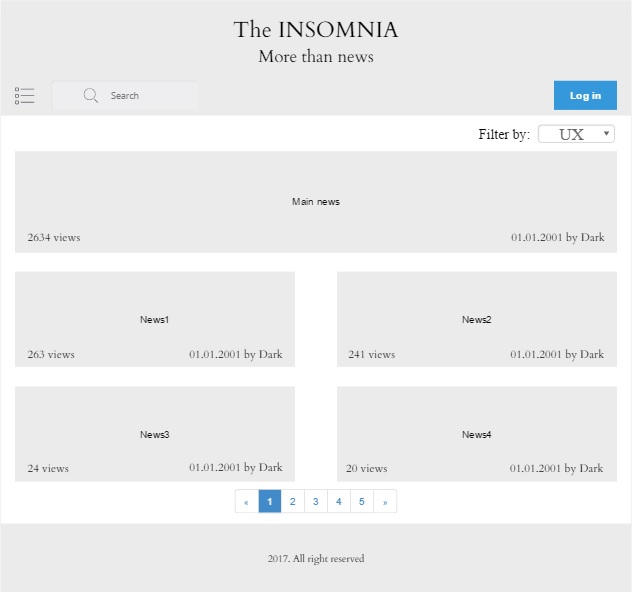 The INSOMNIA
More than news
Search
Log in
Filter by: UX
Main news
2634 views 01.01.2001 by Dark
News1
263 views 01.01.2001 by Dark
News2
241 views 01.01.2001 by Dark
News3
24 views 01.01.2001 by Dark
News4
20 views 01.01.2001 by Dark
« 1 2 3 4 5 »
2017. All right reserved